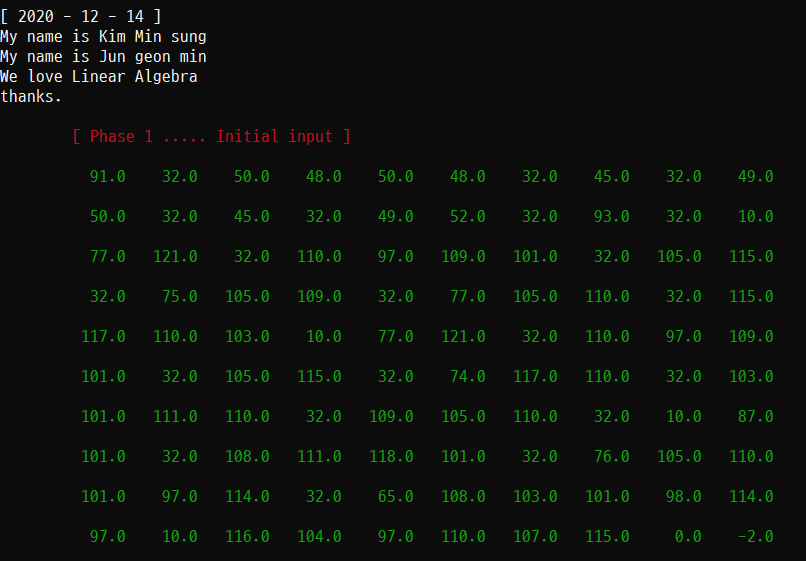 [ 2020 - 12 - 14 ]
My name is Kim Min sung
My name is Jun geon min
We love Linear Algebra
thanks.
[ Phase 1 ..... Initial input ]
91.0 32.0 50.0 48.0 50.0 48.0 32.0 45.0 32.0 49.0
50.0 32.0 45.0 32.0 49.0 52.0 32.0 93.0 32.0 10.0
77.0 121.0 32.0 110.0 97.0 109.0 101.0 32.0 105.0 115.0
32.0 75.0 105.0 109.0 32.0 77.0 105.0 110.0 32.0 115.0
117.0 110.0 103.0 10.0 77.0 121.0 32.0 110.0 97.0 109.0
101.0 32.0 105.0 115.0 32.0 74.0 117.0 110.0 32.0 103.0
101.0 111.0 110.0 32.0 109.0 105.0 110.0 32.0 10.0 87.0
101.0 32.0 108.0 111.0 118.0 101.0 32.0 76.0 105.0 110.0
101.0 97.0 114.0 32.0 65.0 108.0 103.0 101.0 98.0 114.0
97.0 10.0 116.0 104.0 97.0 110.0 107.0 115.0 0.0 -2.0